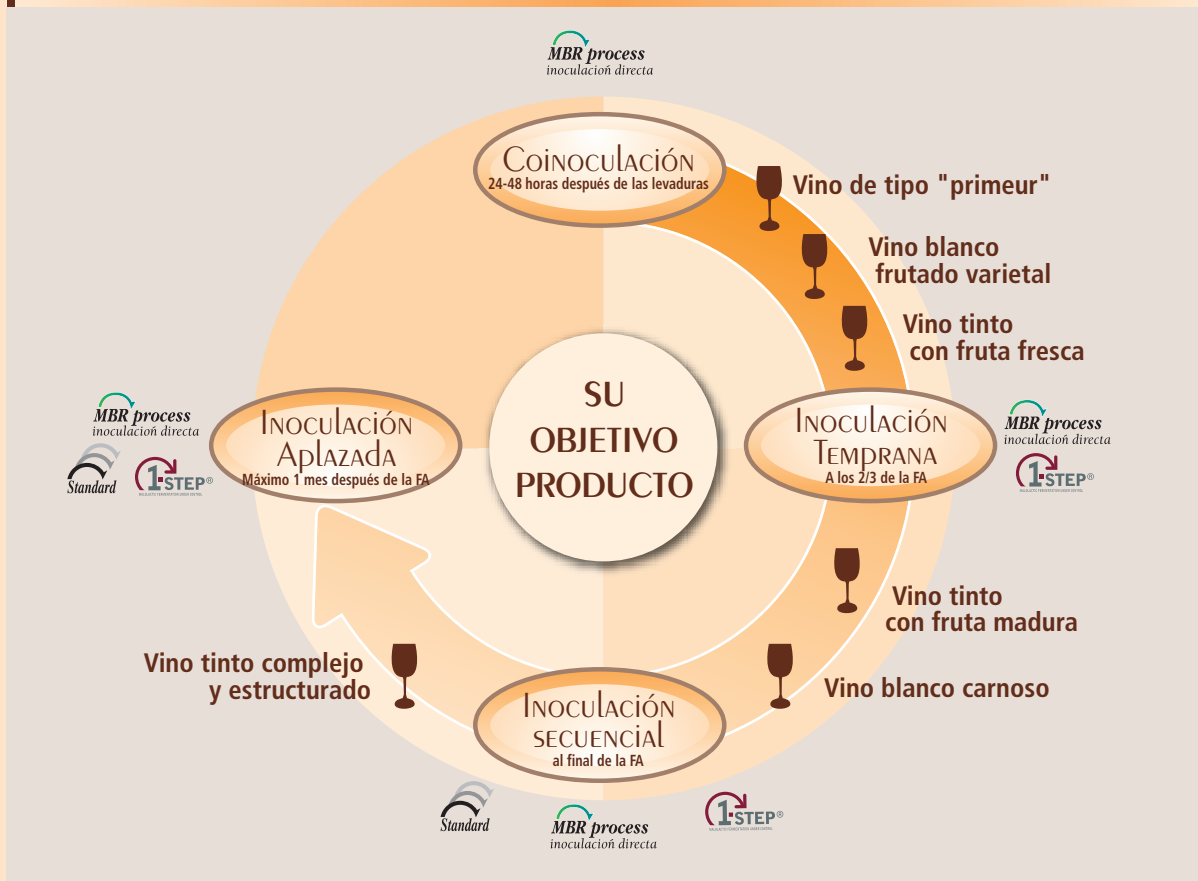 MBR process
inoculacioń directa
COINOCULACIÓN
24-48 horas después de las levaduras
Vino de tipo "primeur"
Vino blanco
frutado varietal
Vino tinto
con fruta fresca
SU
OBJETIVO
PRODUCTO
INOCULACIÓN
TEMPRANA
A los 2/3 de la FA
MBR process
inoculacioń directa
1·STEP®
Vino tinto
con fruta madura
Vino blanco carnoso
INOCULACIÓN
SECUENCIAL
al final de la FA
Standard
MBR process
inoculacioń directa
1·STEP®
Vino tinto complejo
y estructurado
INOCULACIÓN
APLAZADA
Máximo 1 mes después de la FA
MBR process
inoculacioń directa
Standard
1·STEP®